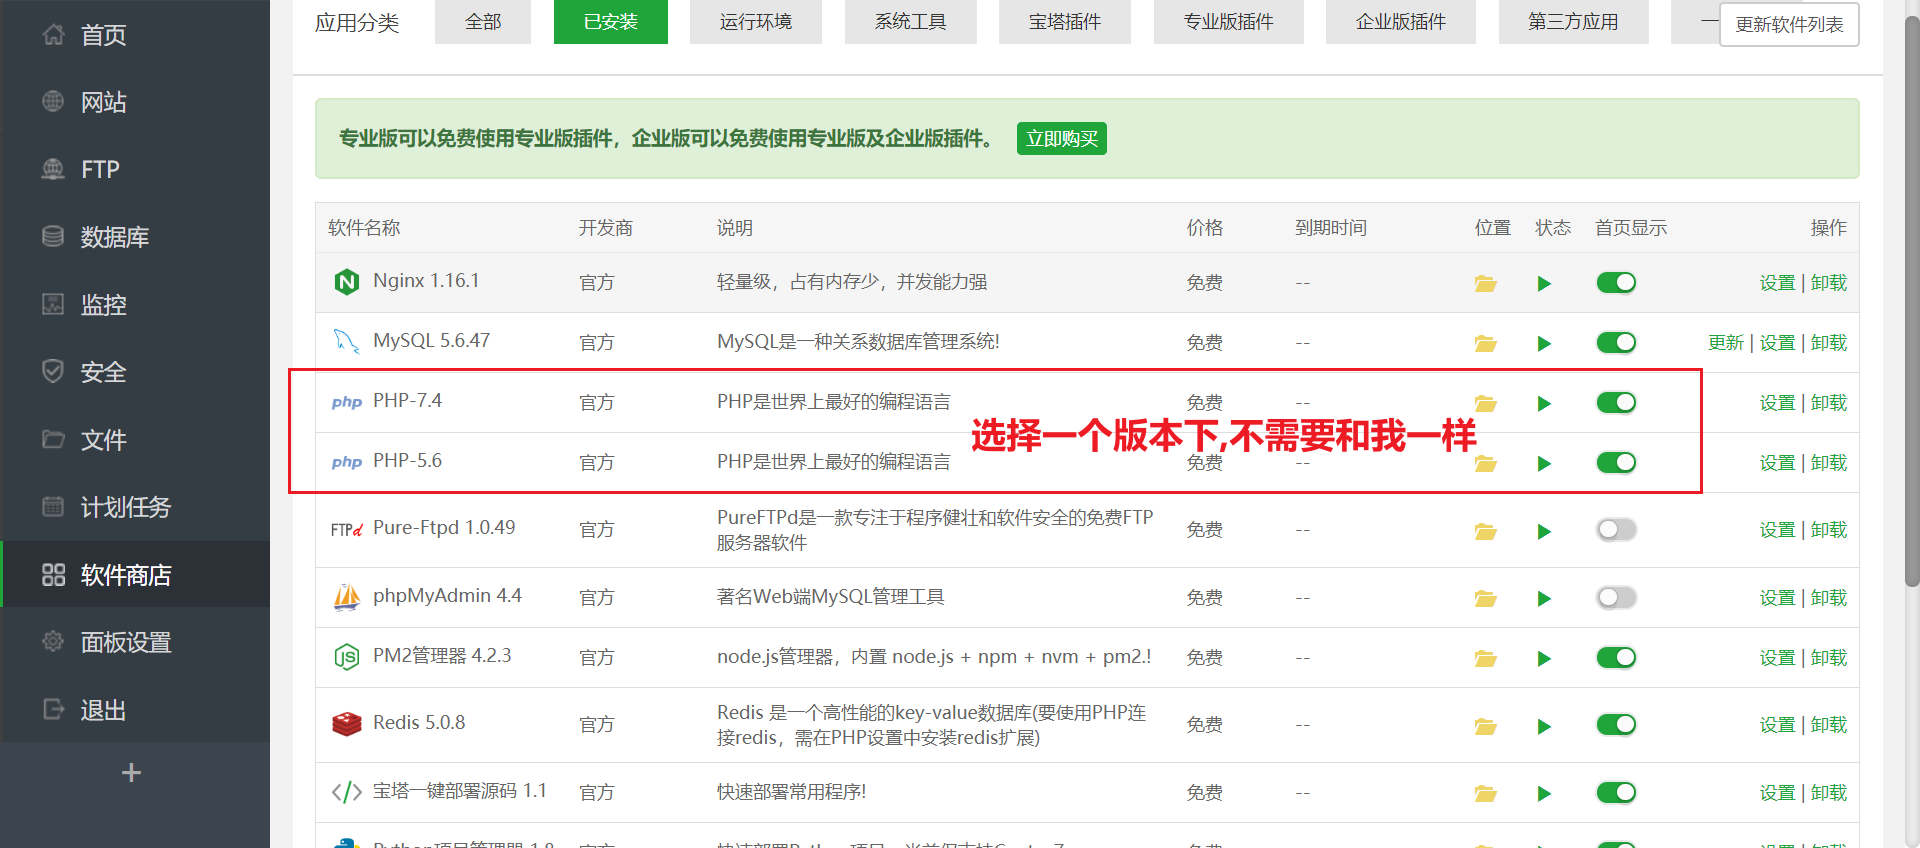 首页
网站
FTP
数据库
监控
安全
文件
计划任务
软件商店
面板设置
退出
+
应用分类 全部 已安装 运行环境 系统工具 宝塔插件 专业版插件 企业版插件 第三方应用 一 更新软件列表
专业版可以免费使用专业版插件，企业版可以免费使用专业版及企业版插件。 立即购买
软件名称 开发商 说明 价格 到期时间 位置 状态 首页显示 操作
Nginx 1.16.1 官方 轻量级，占有内存少，并发能力强 免费 -- 设置 | 卸载
MySQL 5.6.47 官方 MySQL是一种关系数据库管理系统! 免费 -- 更新 | 设置 | 卸载
php PHP-7.4 官方 PHP是世界上最好的编程语言 免费 -- 设置 | 卸载
选择一个版本下,不需要和我一样
php PHP-5.6 官方 PHP是世界上最好的编程语言 免费 -- 设置 | 卸载
FTPd Pure-Ftpd 1.0.49 官方 PureFTPd是一款专注于程序健壮和软件安全的免费FTP 免费 -- 设置 | 卸载
服务器软件
phpMyAdmin 4.4 官方 著名Web端MySQL管理工具 免费 -- 设置 | 卸载
JS PM2管理器 4.2.3 官方 node.js管理器，内置 node.js + npm + nvm + pm2.! 免费 -- 设置 | 卸载
Redis 5.0.8 官方 Redis 是一个高性能的key-value数据库(要使用PHP连 免费 -- 设置 | 卸载
接redis，需在PHP设置中安装redis扩展)
宝塔一键部署源码 1.1 官方 快速部署常用程序! 免费 -- 设置 | 卸载